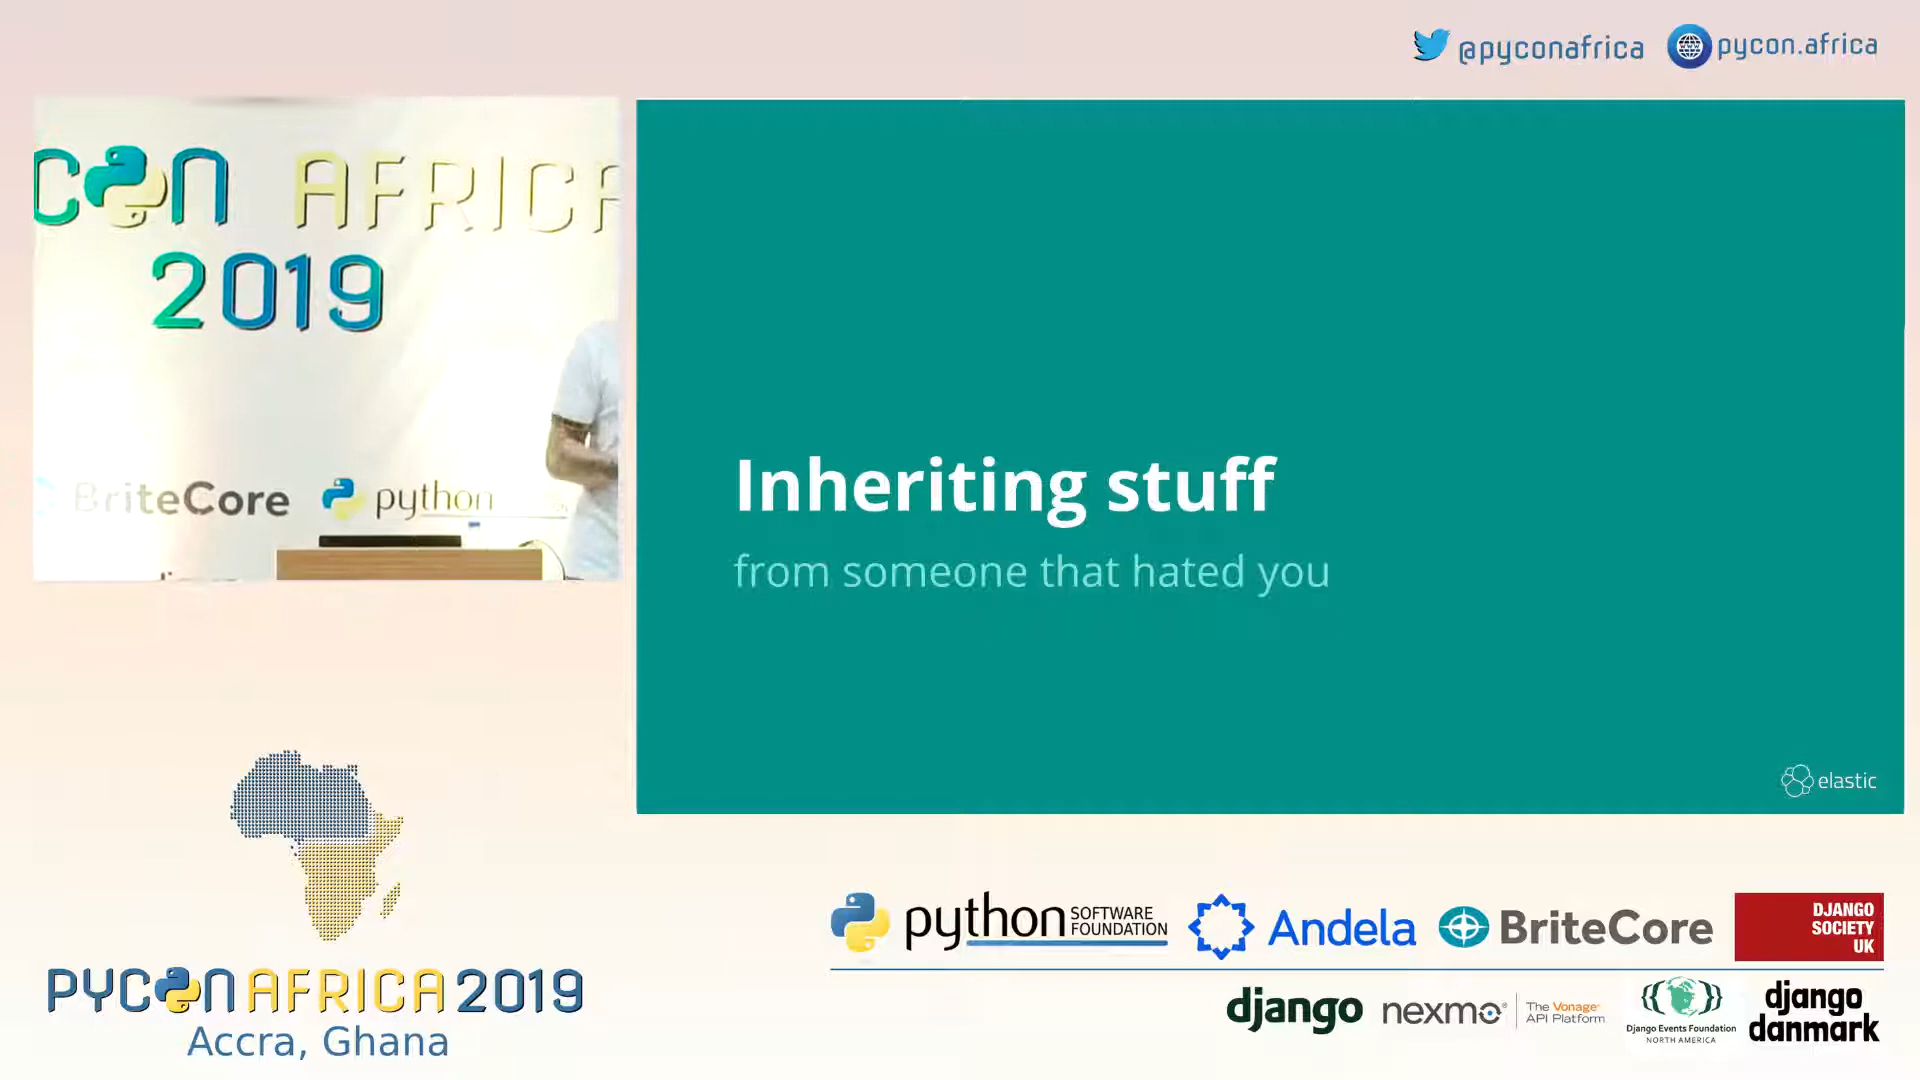 @pyconafrica
pycon.africa
CON AFRICA
2019
BriteCore
python
Inheriting stuff
from someone that hated you
elastic
PYCON AFRICA 2019
Accra, Ghana
python SOFTWARE FOUNDATION
Andela
BriteCore
DJANGO
SOCIETY
UK
django
nexmo
The Vonage
API Platform
Django Events Foundation
NORTH AMERICA
django
danmark